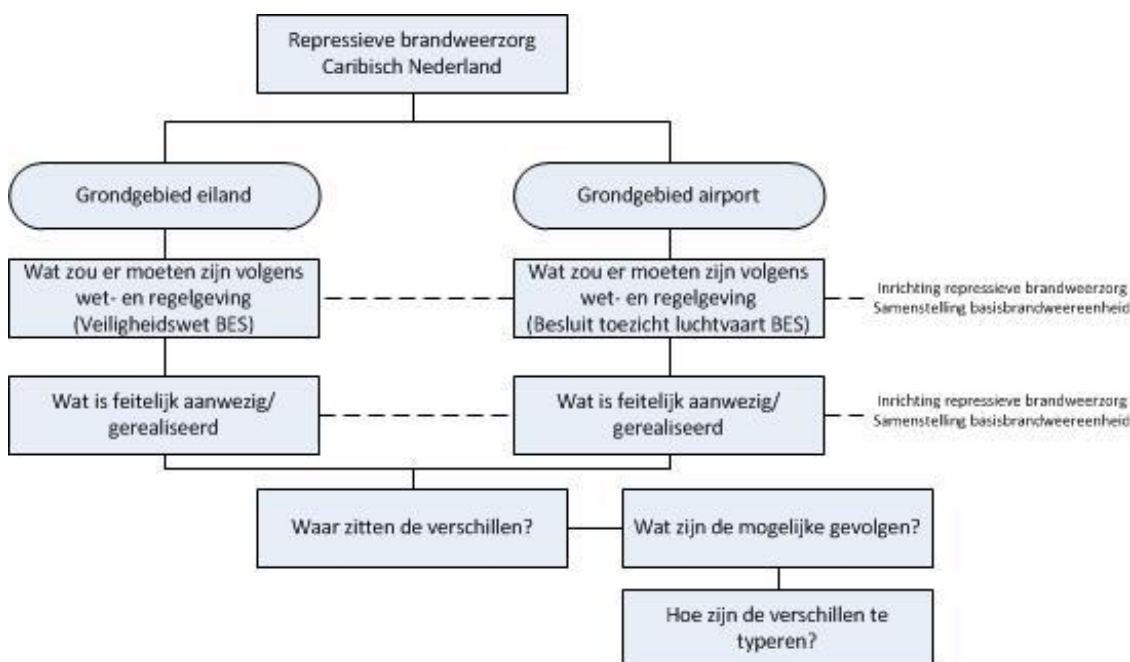 Repressieve brandweerzorg
Caribisch Nederland
Grondgebied eiland
Grondgebied airport
Wat zou er moeten zijn volgens
wet- en regelgeving
(Veiligheidswet BES)
Wat zou er moeten zijn volgens
wet- en regelgeving
(Besluit toezicht luchtvaart BES)
Inrichting repressieve brandweerzorg
Samenstelling basisbrandweereenheid
Wat is feitelijk aanwezig/
gerealiseerd
Wat is feitelijk aanwezig/
gerealiseerd
Inrichting repressieve brandweerzorg
Samenstelling basisbrandweereenheid
Waar zitten de verschillen?
Wat zijn de mogelijke gevolgen?
Hoe zijn de verschillen te
typeren?